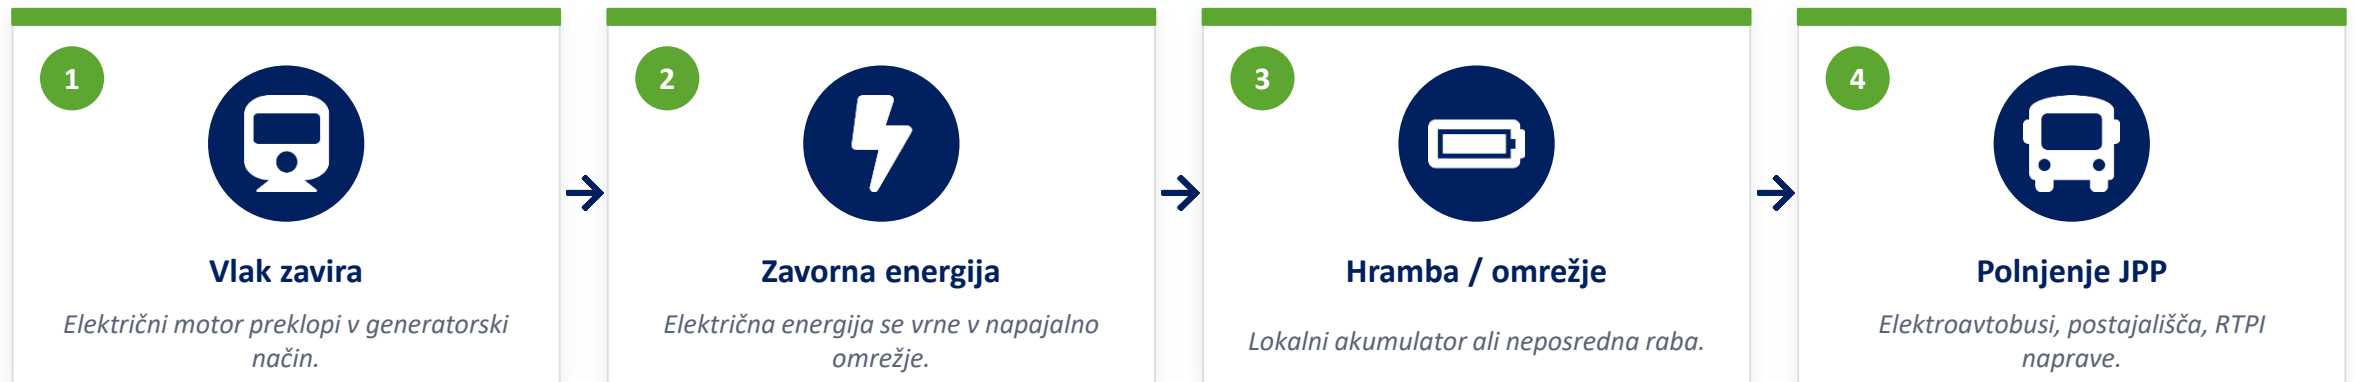 1
Vlak zavira
Električni motor preklopi v generatorski
način.
2
Zavorna energija
Električna energija se vrne v napajalno
omrežje.
3
Hramba / omrežje
Lokalni akumulator ali neposredna raba.
4
Polnjenje JPP
Elektroavtobusi, postajališča, RTPI
naprave.